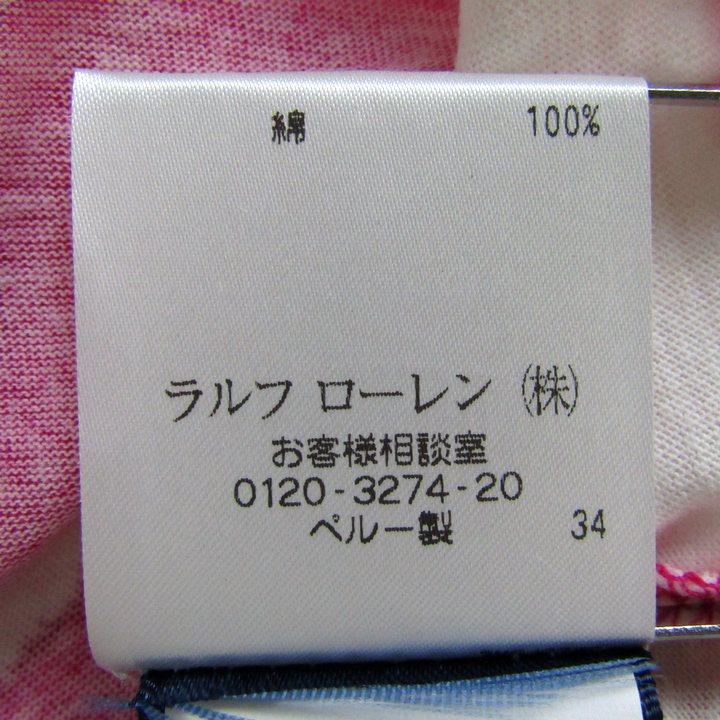 綿 100%
ラルフ ローレン ㈱
お客様相談室
0120-3274-20
ペルー製 34